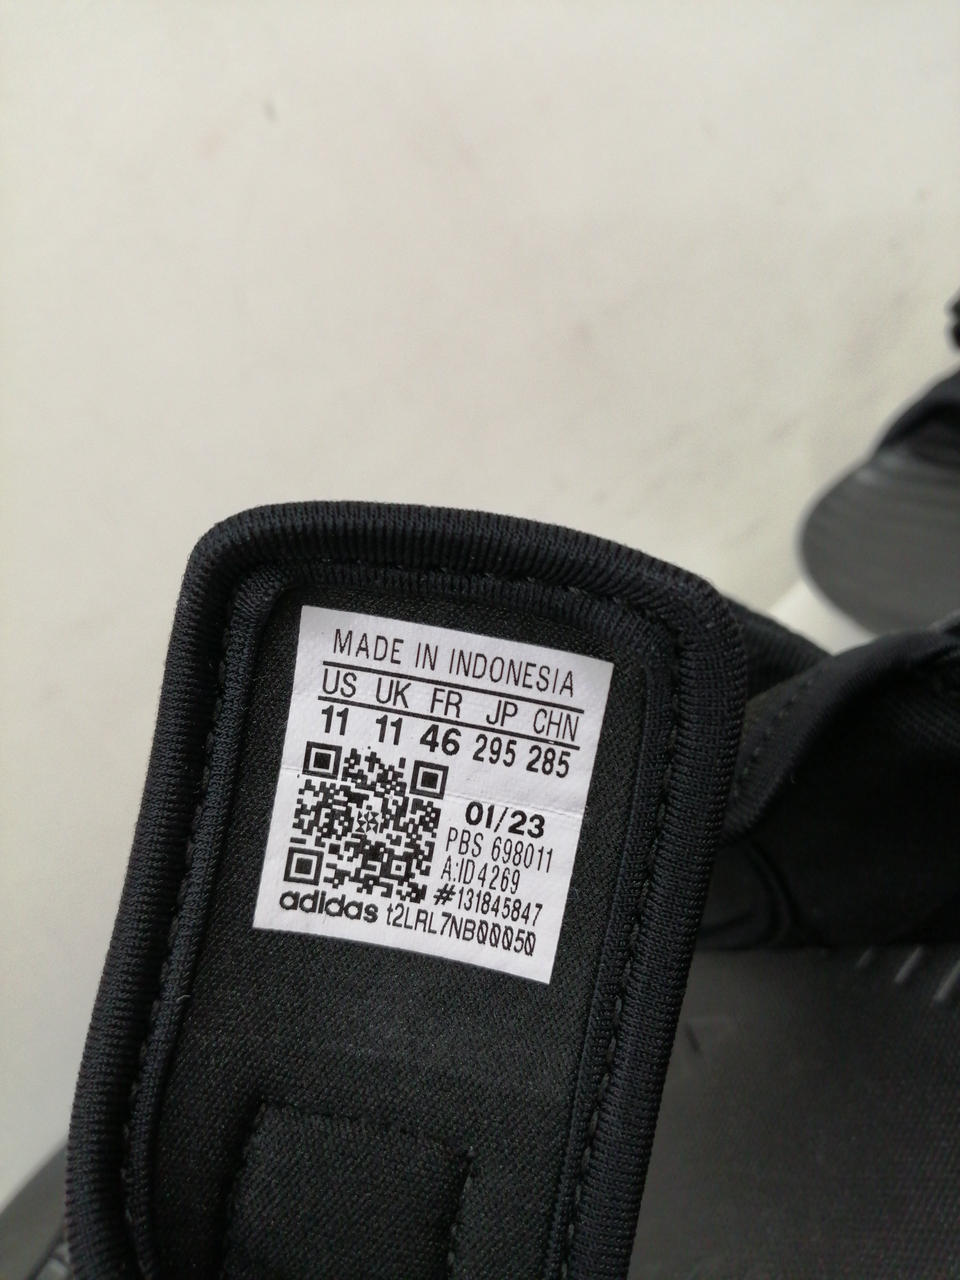 MADE IN INDONESIA
US UK FR JP CHN
11 11 46 295 285
01/23
PBS 698011
A:ID4269
#131845847
adidas t2LRL7NB00050